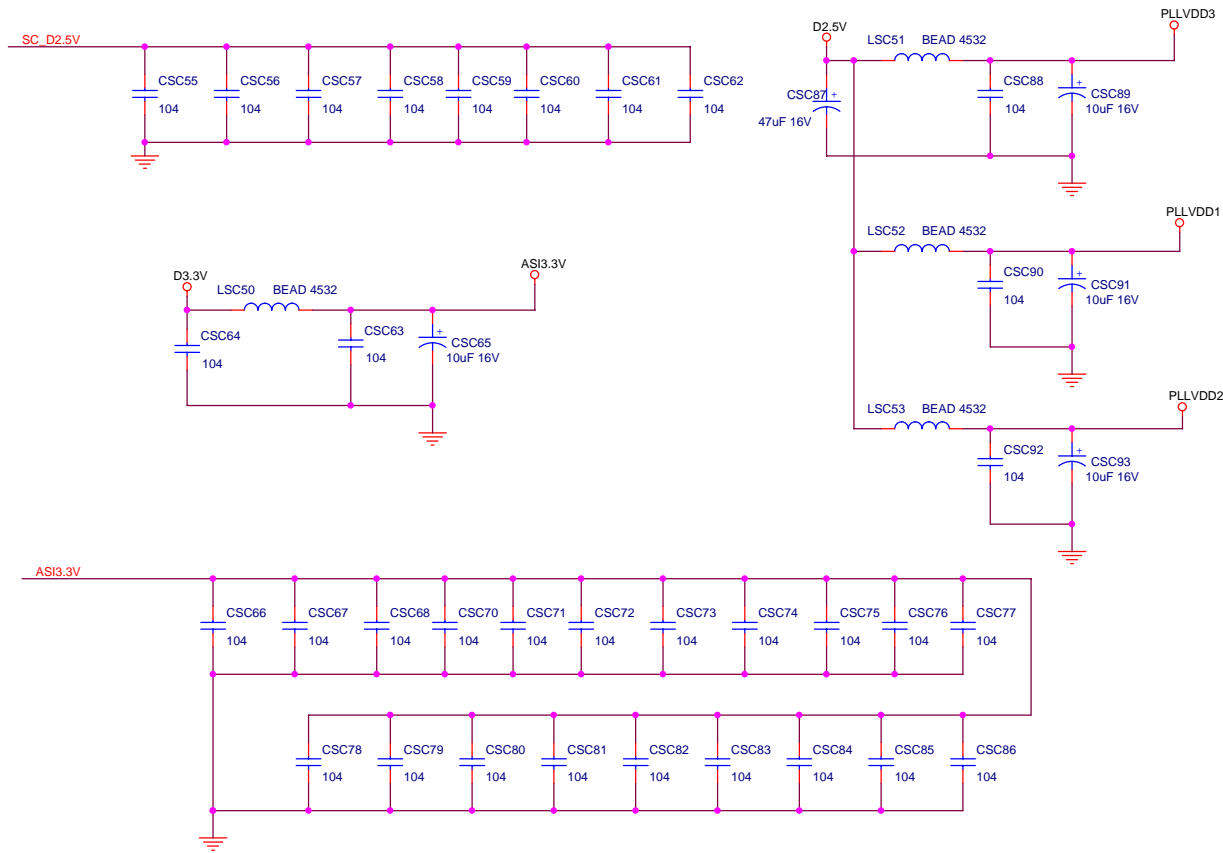 SC_D2.5V
CSC55
104
CSC56
104
CSC57
104
CSC58
104
CSC59
104
CSC60
104
CSC61
104
CSC62
104
D2.5V
CSC87
+
47uF 16V
LSC51
BEAD 4532
CSC88
104
+
CSC89
10uF 16V
PLLVDD3
LSC52
BEAD 4532
CSC90
104
+
CSC91
10uF 16V
PLLVDD1
LSC53
BEAD 4532
CSC92
104
+
CSC93
10uF 16V
PLLVDD2
D3.3V
LSC50
BEAD 4532
ASI3.3V
CSC64
104
CSC63
104
+
CSC65
10uF 16V
ASI3.3V
CSC66
104
CSC67
104
CSC68
104
CSC70
104
CSC71
104
CSC72
104
CSC73
104
CSC74
104
CSC75
104
CSC76
104
CSC77
104
CSC78
104
CSC79
104
CSC80
104
CSC81
104
CSC82
104
CSC83
104
CSC84
104
CSC85
104
CSC86
104